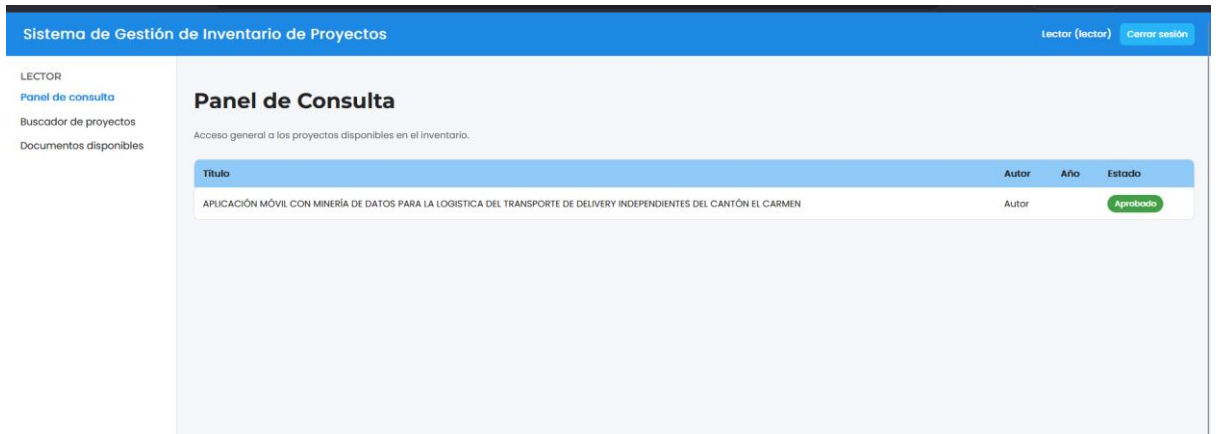 Sistema de Gestión de Inventario de Proyectos
Lector (lector) Cerrar sesión
LECTOR
Panel de consulta
Buscador de proyectos
Documentos disponibles
Panel de Consulta
Acceso general a los proyectos disponibles en el inventario.
Título Autor Año Estado
APLICACIÓN MÓVIL CON MINERÍA DE DATOS PARA LA LOGISTICA DEL TRANSPORTE DE DELIVERY INDEPENDIENTES DEL CANTÓN EL CARMEN Autor Aprobado